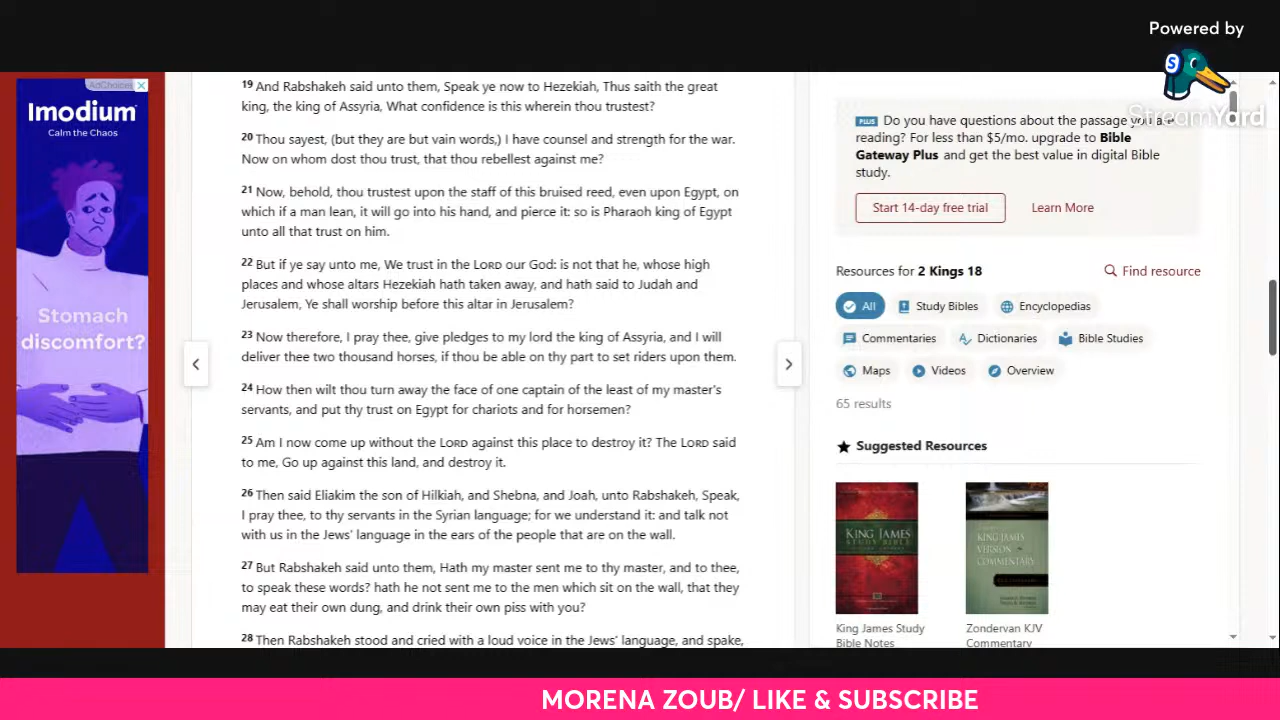 Powered by
StreamYard
AdChoices
Imodium
Calm the Chaos
Stomach
discomfort?
19 And Rabshakeh said unto them, Speak ye now to Hezekiah, Thus saith the great
king, the king of Assyria, What confidence is this wherein thou trustest?
20 Thou sayest, (but they are but vain words,) I have counsel and strength for the war.
Now on whom dost thou trust, that thou rebellest against me?
21 Now, behold, thou trustest upon the staff of this bruised reed, even upon Egypt, on
which if a man lean, it will go into his hand, and pierce it: so is Pharaoh king of Egypt
unto all that trust on him.
22 But if ye say unto me, We trust in the LORD our God: is not that he, whose high
places and whose altars Hezekiah hath taken away, and hath said to Judah and
Jerusalem, Ye shall worship before this altar in Jerusalem?
23 Now therefore, I pray thee, give pledges to my lord the king of Assyria, and I will
deliver thee two thousand horses, if thou be able on thy part to set riders upon them.
24 How then wilt thou turn away the face of one captain of the least of my master's
servants, and put thy trust on Egypt for chariots and for horsemen?
25 Am I now come up without the LORD against this place to destroy it? The LORD said
to me, Go up against this land, and destroy it.
26 Then said Eliakim the son of Hilkiah, and Shebna, and Joah, unto Rabshakeh, Speak,
I pray thee, to thy servants in the Syrian language; for we understand it: and talk not
with us in the Jews' language in the ears of the people that are on the wall.
27 But Rabshakeh said unto them, Hath my master sent me to thy master, and to thee,
to speak these words? hath he not sent me to the men which sit on the wall, that they
may eat their own dung, and drink their own piss with you?
28 Then Rabshakeh stood and cried with a loud voice in the Jews' language, and spake,
PLUS Do you have questions about the passage you are
reading? For less than $5/mo. upgrade to Bible
Gateway Plus and get the best value in digital Bible
study.
Start 14-day free trial Learn More
Resources for 2 Kings 18 Find resource
All Study Bibles Encyclopedias
Commentaries Dictionaries Bible Studies
Maps Videos Overview
65 results
Suggested Resources
KING JAMES
STUDY BIBLE
KING JAMES
VERSION
COMMENTARY
King James Study
Bible Notes
Zondervan KJV
Commentary
MORENA ZOUB/ LIKE & SUBSCRIBE